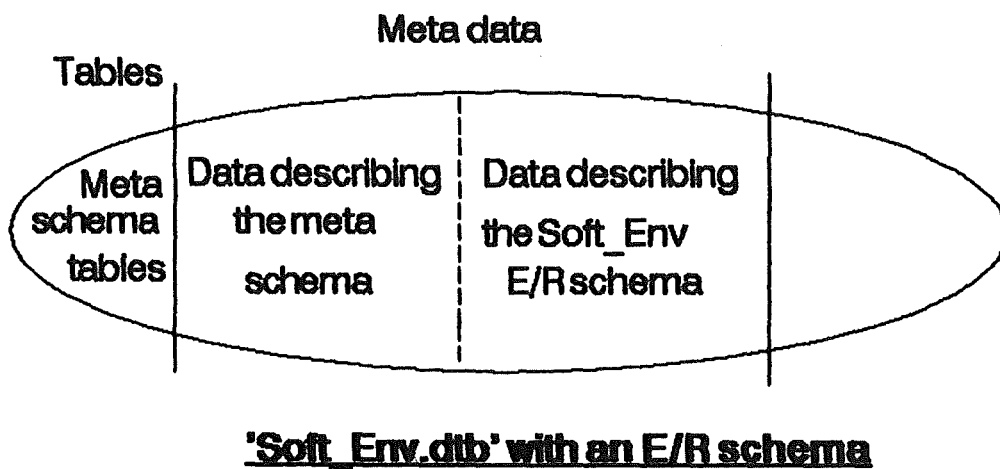 Meta data
Tables
Meta
schema
tables
Data describing
the meta
schema
Data describing
the Soft_Env
E/R schema
'Soft_Env.dtb' with an E/R schema